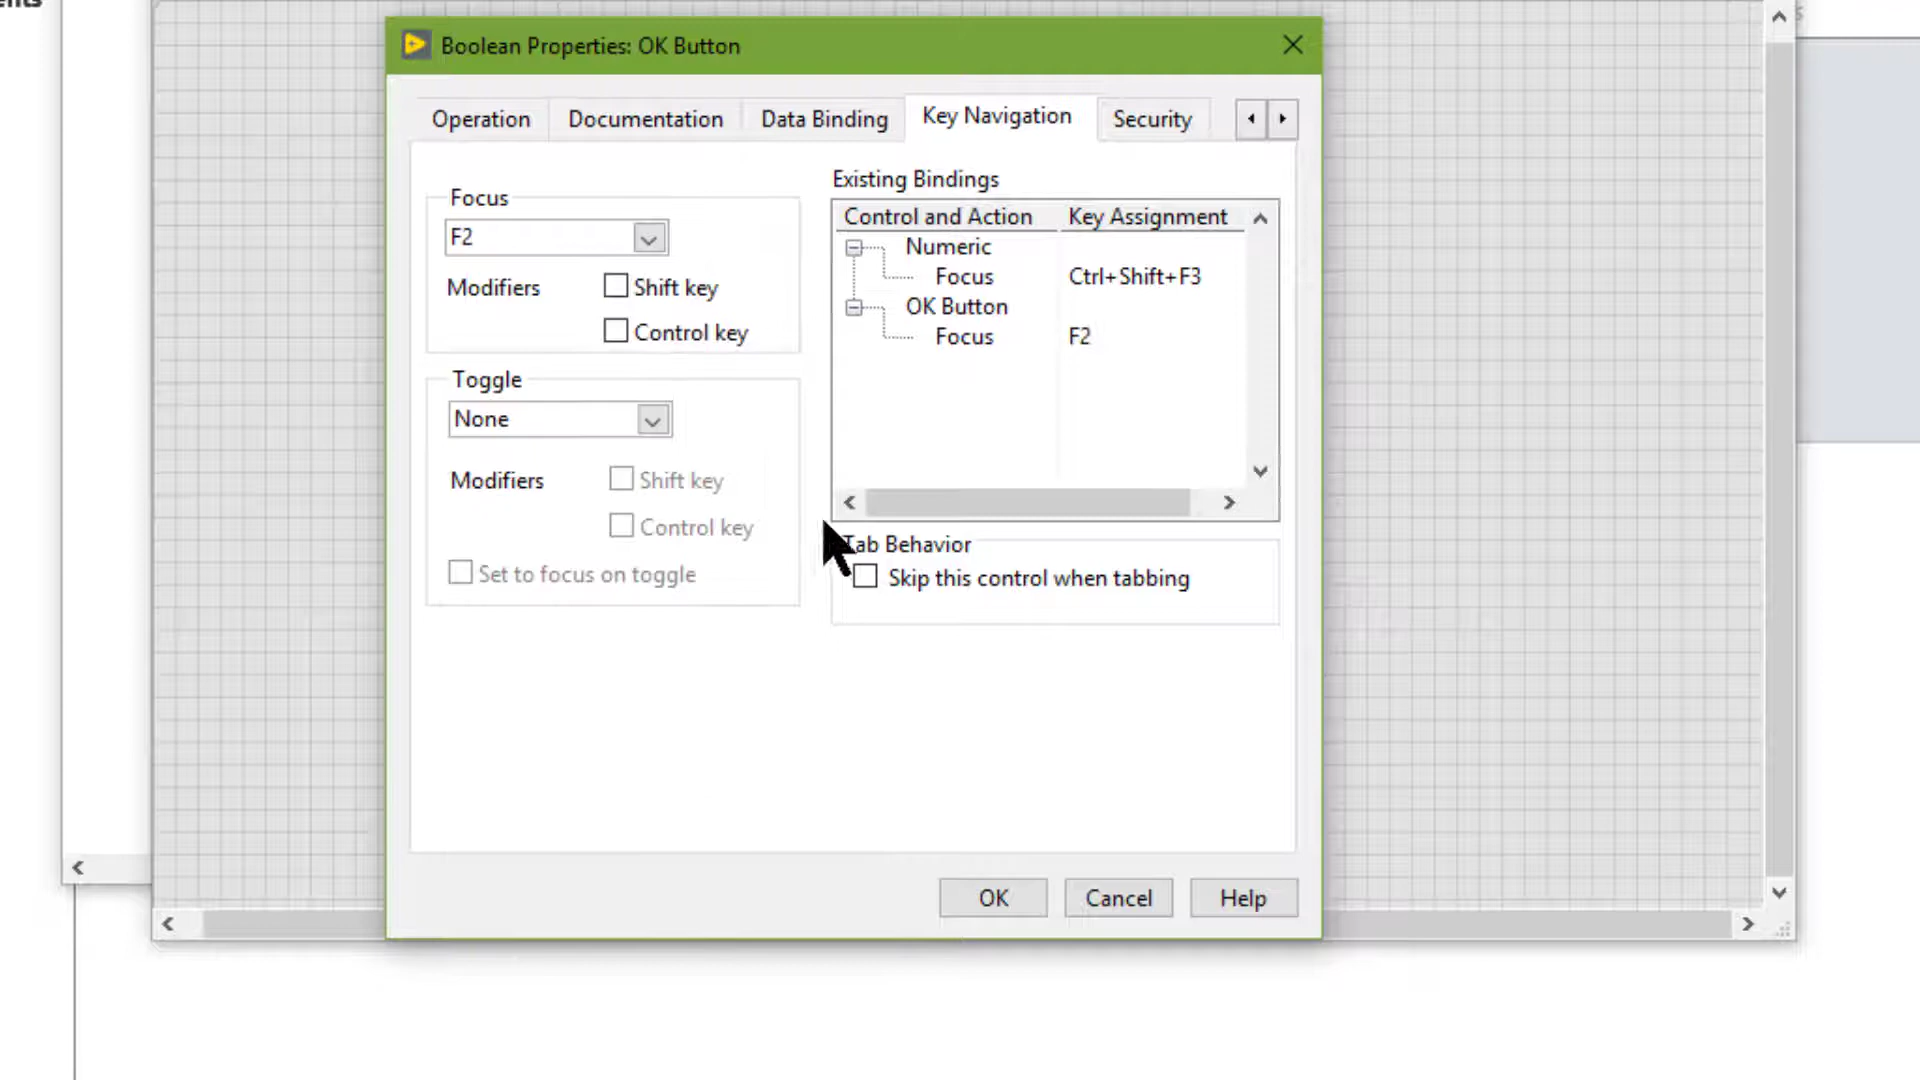 Boolean Properties: OK Button
Operation
Documentation
Data Binding
Key Navigation
Security
Focus
F2
Modifiers
Shift key
Control key
Toggle
None
Modifiers
Shift key
Control key
Set to focus on toggle
Existing Bindings
Control and Action Key Assignment
Numeric
Focus Ctrl+Shift+F3
OK Button
Focus F2
Tab Behavior
Skip this control when tabbing
OK
Cancel
Help